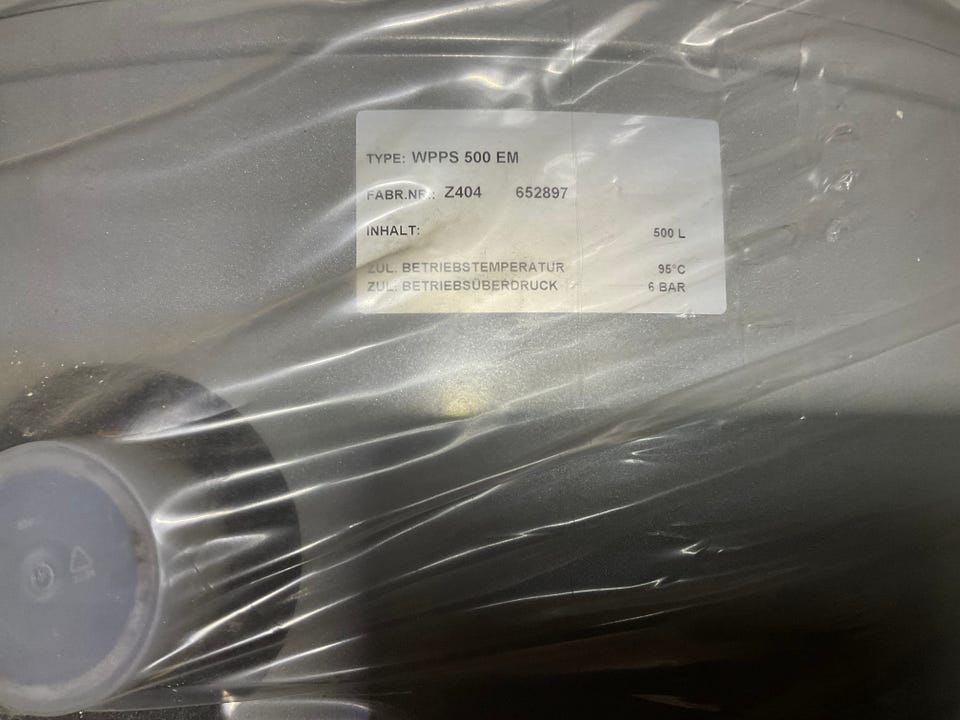 TYPE: WPPS 500 EM
FABR.NR.: Z404 652897
INHALT: 500 L
ZUL. BETRIEBSTEMPERATUR 95°C
ZUL. BETRIEBSÜBERDRUCK 6 BAR